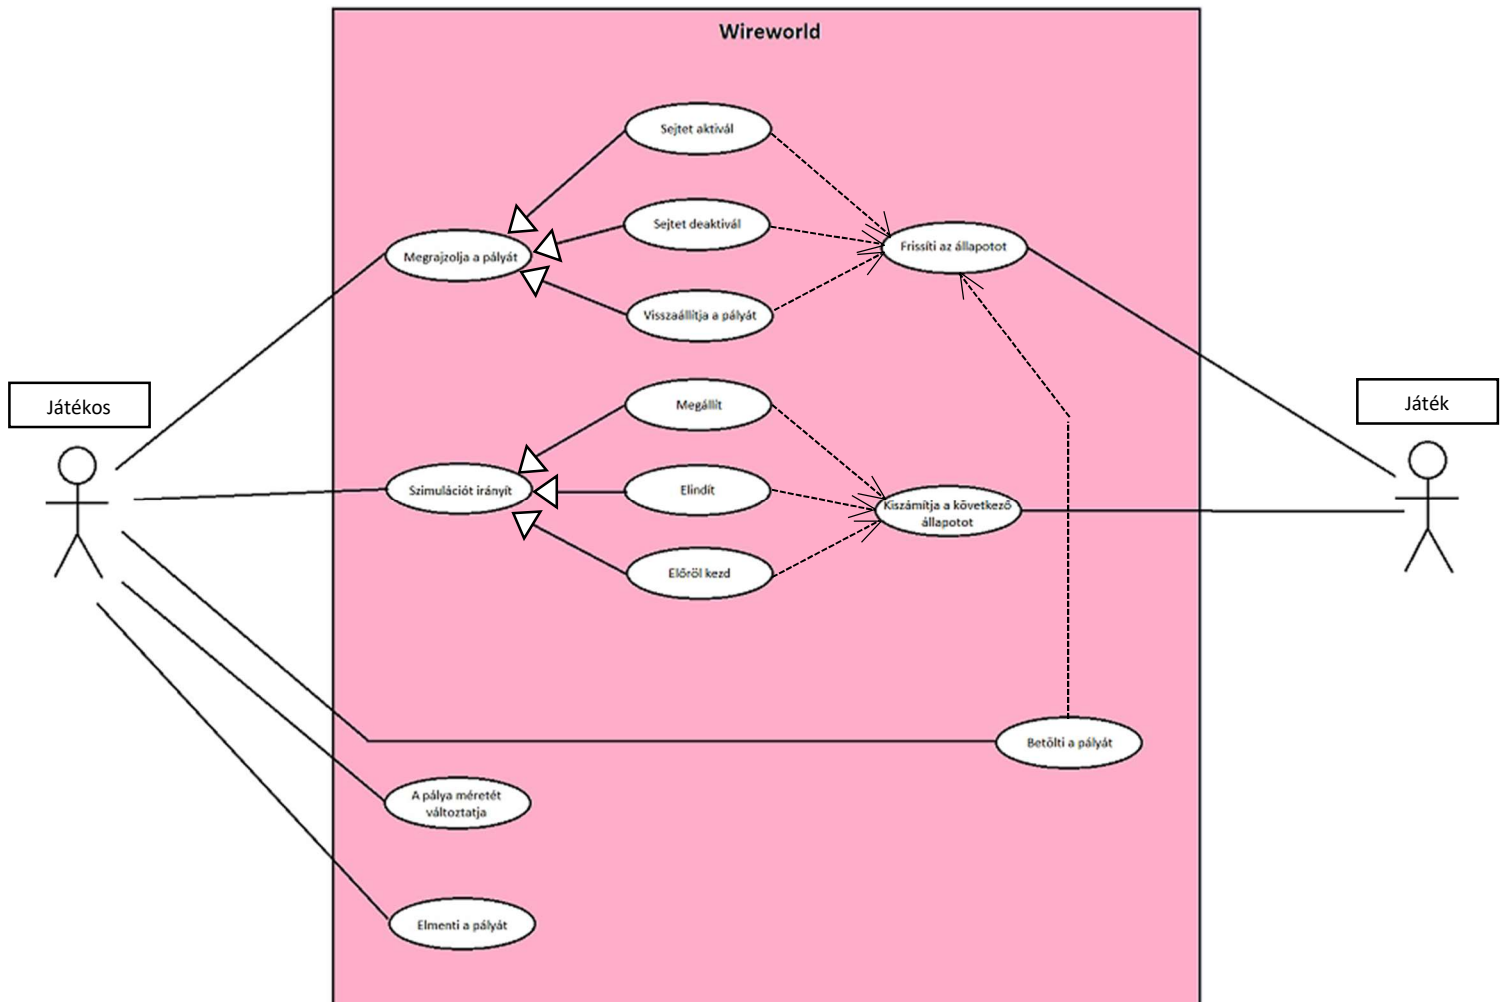 Wireworld
Sejtet aktivál
Sejtet deaktivál
Frissíti az állapotot
Megrajzolja a pályát
Visszaállítja a pályát
Játékos
Játék
Megállít
Szimulációt irányít
Elindít
Kiszámítja a következő
állapotot
Előröl kezd
Betölti a pályát
A pálya méretét
változtatja
Elmenti a pályát